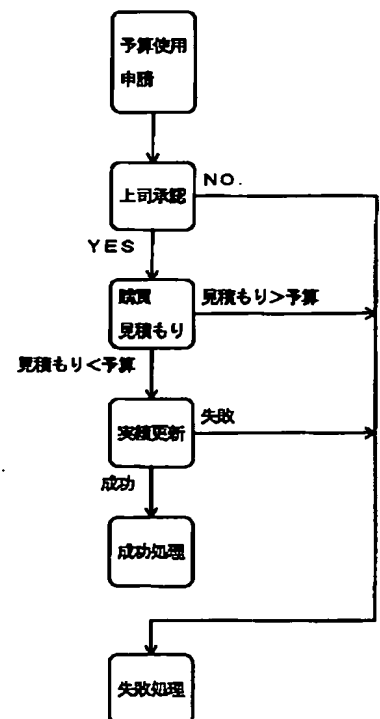 予算使用
申請
上司承認
NO.
YES
購買
見積もり
見積もり>予算
見積もり<予算
実績更新
失敗
成功
成功処理
失敗処理